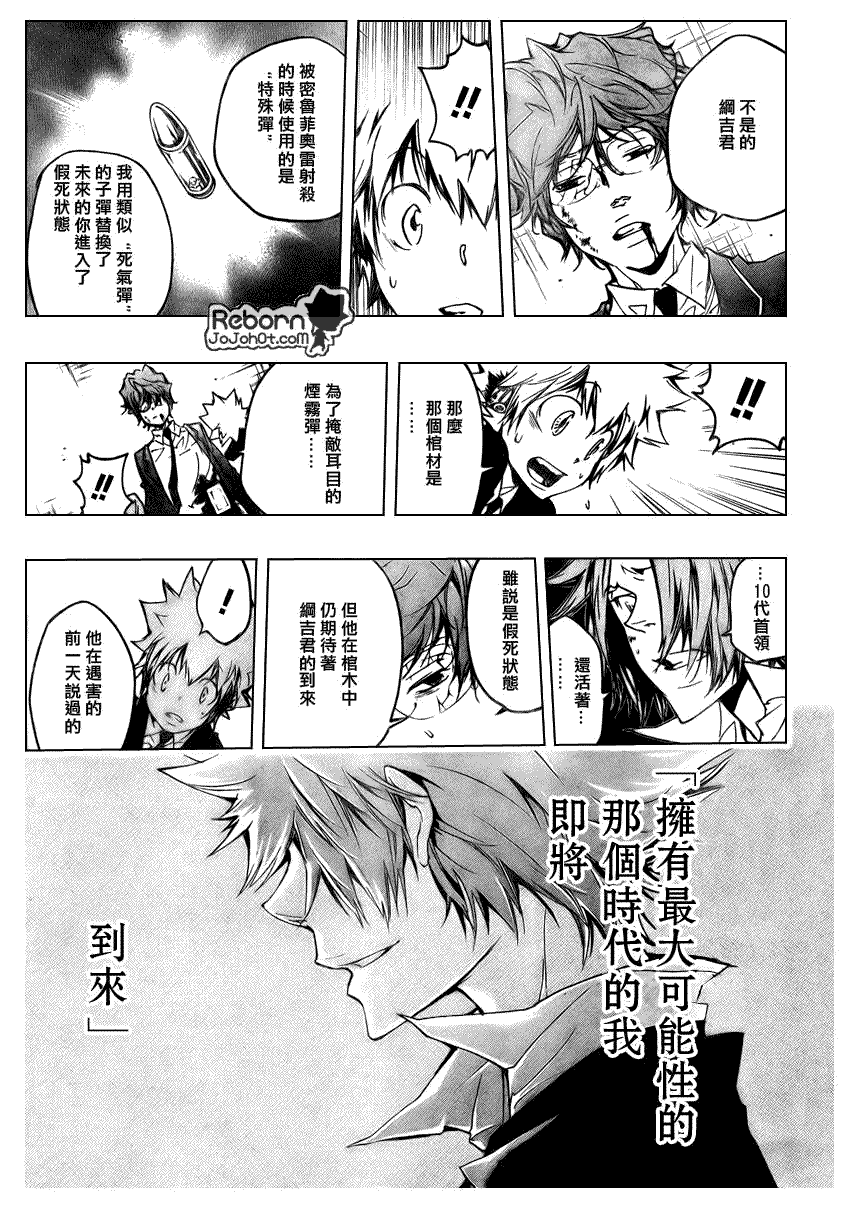 不是的
綱吉君
!!
被密魯菲奧雷射殺
的時候使用的是
"特殊彈"
我用類似"死氣彈"
的子彈替換了
未來的你進入了
假死狀態
Reborn
JoJohOt.com
!!
那麼
那個棺材是
……
為了掩敵耳目的
煙霧彈……
!!
…10代首領
還活著…
……
雖説是假死狀態
但他在棺木中
仍期待著
綱吉君的到來
!
他在遇害的
前一天説過的
「擁有最大可能性的
那個時代的我
即將
到來」